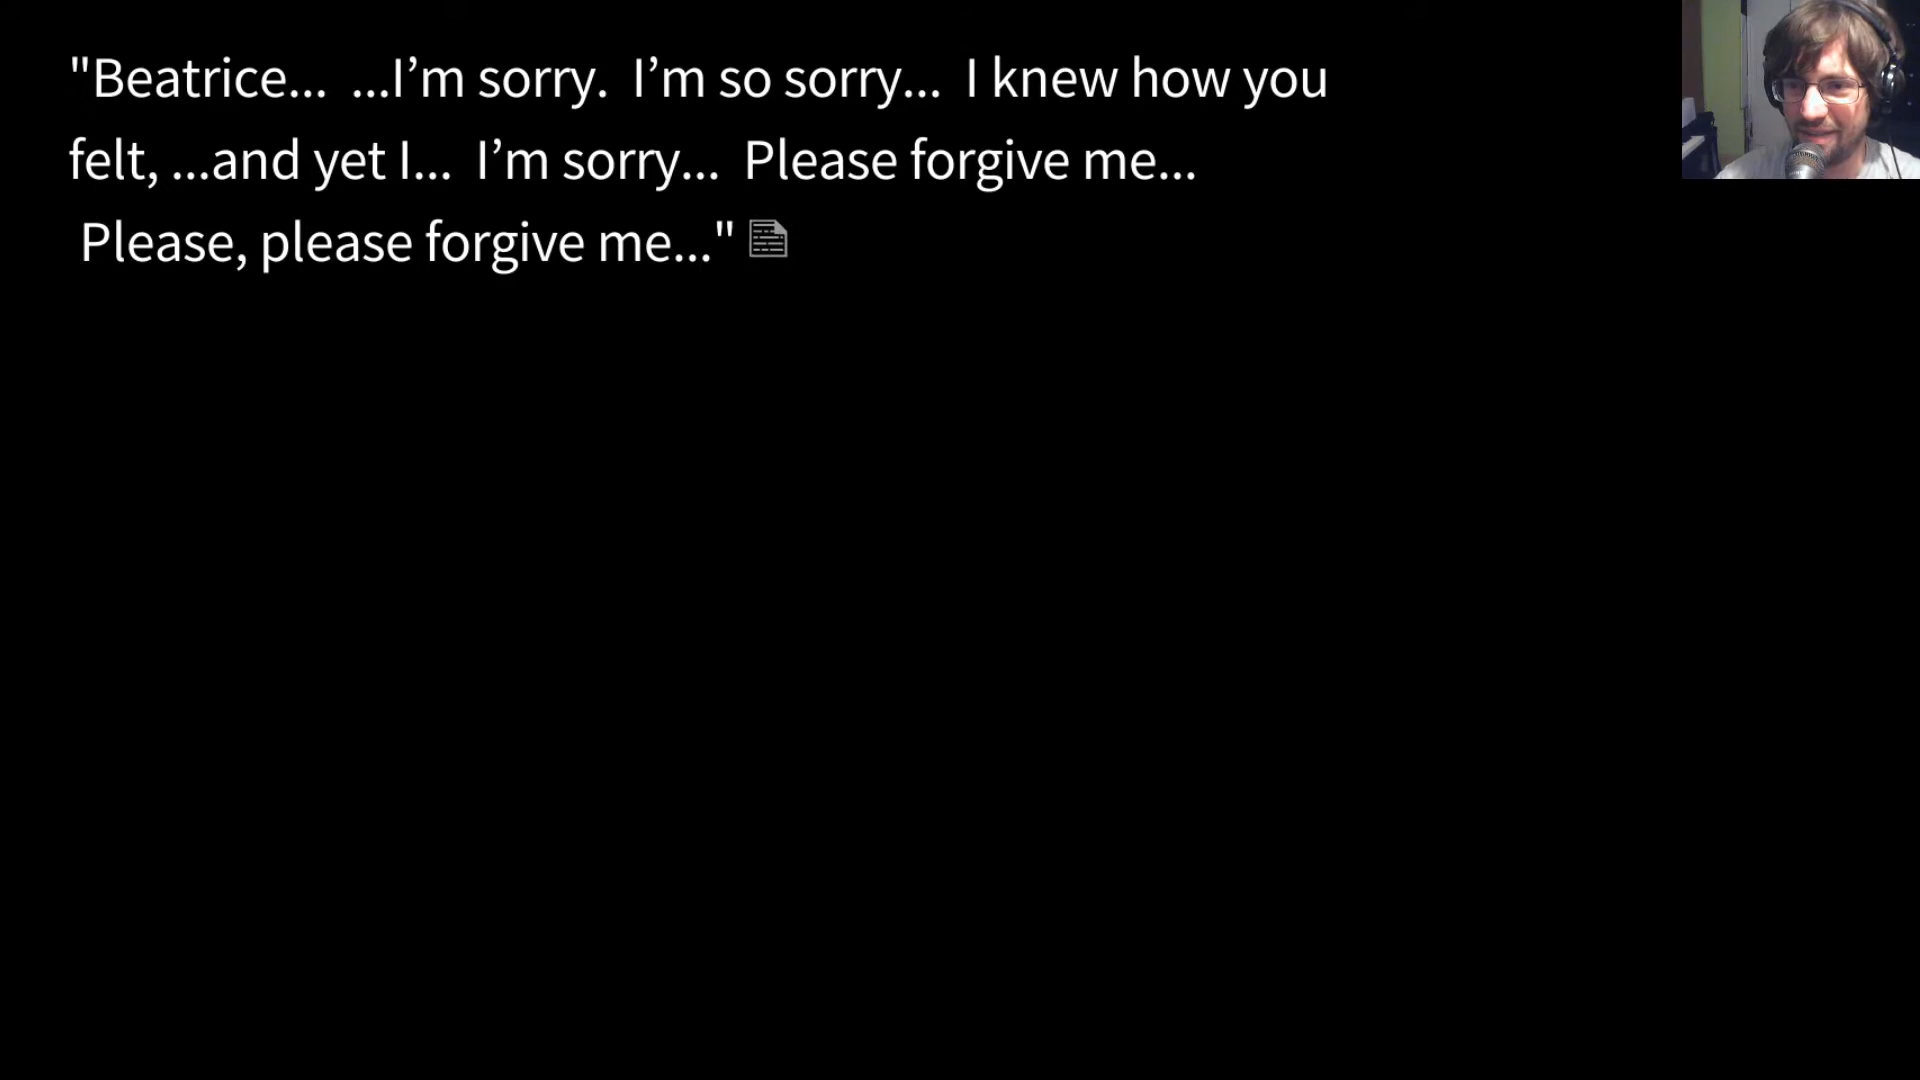 "Beatrice...  ...I’m sorry.  I’m so sorry...  I knew how you
felt, ...and yet I...  I’m sorry...  Please forgive me...
Please, please forgive me..."